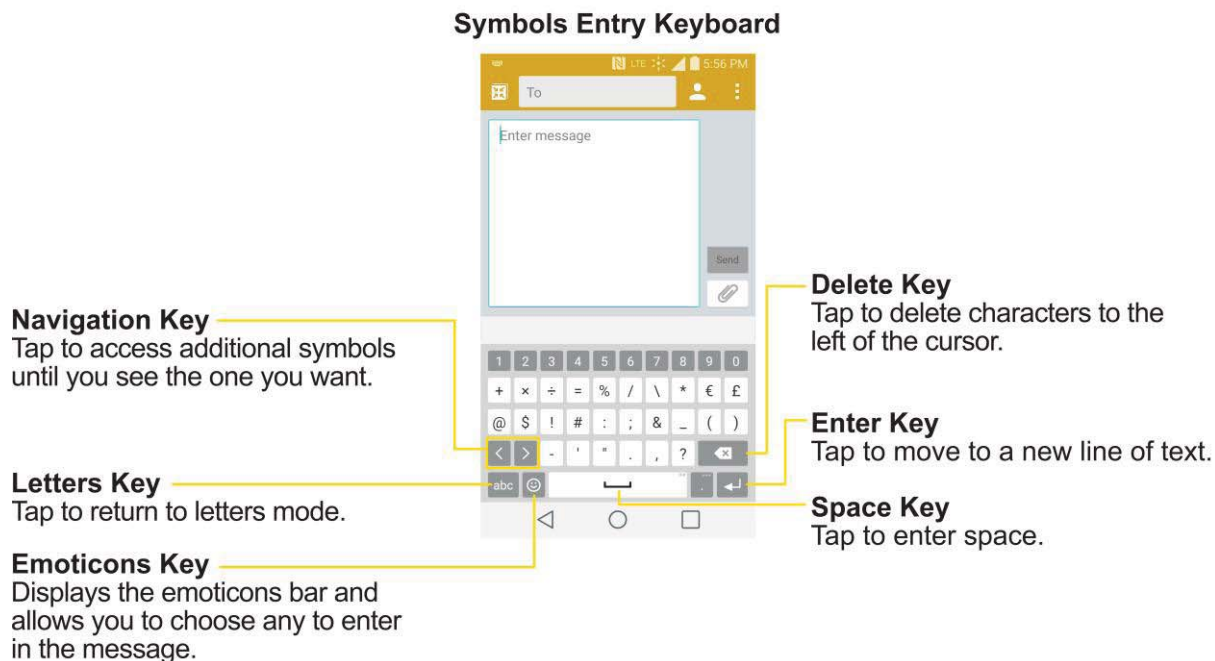 Symbols Entry Keyboard
LTE 5:56 PM
To
Enter message
Send
Navigation Key
Tap to access additional symbols
until you see the one you want.
Letters Key
Tap to return to letters mode.
Emoticons Key
Displays the emoticons bar and
allows you to choose any to enter
in the message.
1 2 3 4 5 6 7 8 9 0
+ × ÷ = % / \ * € £
@ $ ! # : ; & _ ( )
< > - ' " . , ?
abc .
Delete Key
Tap to delete characters to the
left of the cursor.
Enter Key
Tap to move to a new line of text.
Space Key
Tap to enter space.